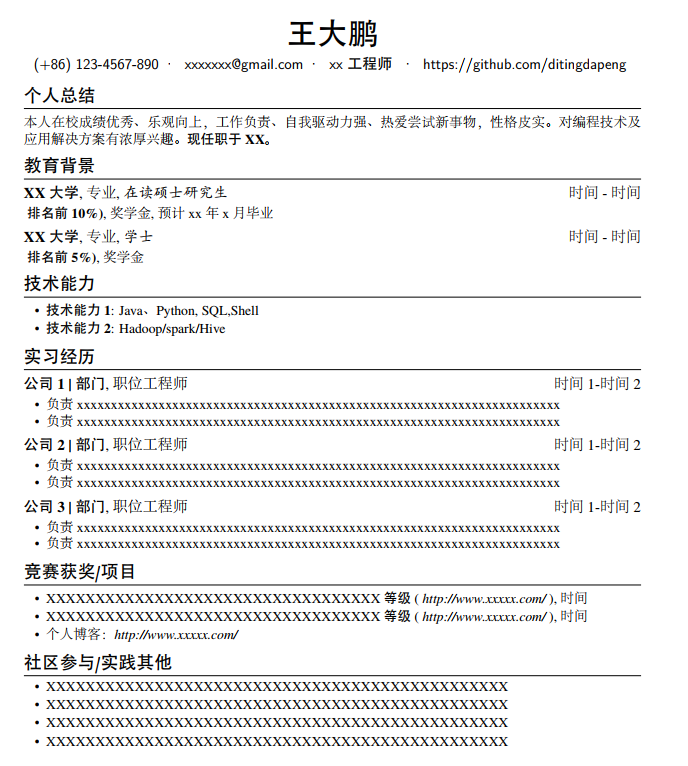 王大鹏
(+86) 123-4567-890 · xxxxxxx@gmail.com · xx 工程师 · https://github.com/ditingdapeng
个人总结
本人在校成绩优秀、乐观向上，工作负责、自我驱动力强、热爱尝试新事物，性格皮实。对编程技术及
应用解决方案有浓厚兴趣。现任职于 XX。
教育背景
XX 大学, 专业, 在读硕士研究生 时间 - 时间
排名前 10%), 奖学金, 预计 xx 年 x 月毕业
XX 大学, 专业, 学士 时间 - 时间
排名前 5%), 奖学金
技术能力
• 技术能力 1: Java、Python, SQL,Shell
• 技术能力 2: Hadoop/spark/Hive
实习经历
公司 1 | 部门, 职位工程师 时间 1-时间 2
• 负责 xxxxxxxxxxxxxxxxxxxxxxxxxxxxxxxxxxxxxxxxxxxxxxxxxxxxxxxxxxxxxxxxxxxxx
• 负责 xxxxxxxxxxxxxxxxxxxxxxxxxxxxxxxxxxxxxxxxxxxxxxxxxxxxxxxxxxxxxxxxxxxxx
公司 2 | 部门, 职位工程师 时间 1-时间 2
• 负责 xxxxxxxxxxxxxxxxxxxxxxxxxxxxxxxxxxxxxxxxxxxxxxxxxxxxxxxxxxxxxxxxxxxxx
• 负责 xxxxxxxxxxxxxxxxxxxxxxxxxxxxxxxxxxxxxxxxxxxxxxxxxxxxxxxxxxxxxxxxxxxxx
公司 3 | 部门, 职位工程师 时间 1-时间 2
• 负责 xxxxxxxxxxxxxxxxxxxxxxxxxxxxxxxxxxxxxxxxxxxxxxxxxxxxxxxxxxxxxxxxxxxxx
• 负责 xxxxxxxxxxxxxxxxxxxxxxxxxxxxxxxxxxxxxxxxxxxxxxxxxxxxxxxxxxxxxxxxxxxxx
竞赛获奖/项目
• XXXXXXXXXXXXXXXXXXXXXXXXXXXXXXXXXX 等级 ( http://www.xxxxx.com/ ), 时间
• XXXXXXXXXXXXXXXXXXXXXXXXXXXXXXXXXX 等级 ( http://www.xxxxx.com/ ), 时间
• 个人博客：http://www.xxxxx.com/
社区参与/实践其他
• XXXXXXXXXXXXXXXXXXXXXXXXXXXXXXXXXXXXXXXXXXXXXXX
• XXXXXXXXXXXXXXXXXXXXXXXXXXXXXXXXXXXXXXXXXXXXXXX
• XXXXXXXXXXXXXXXXXXXXXXXXXXXXXXXXXXXXXXXXXXXXXXX
• XXXXXXXXXXXXXXXXXXXXXXXXXXXXXXXXXXXXXXXXXXXXXXX